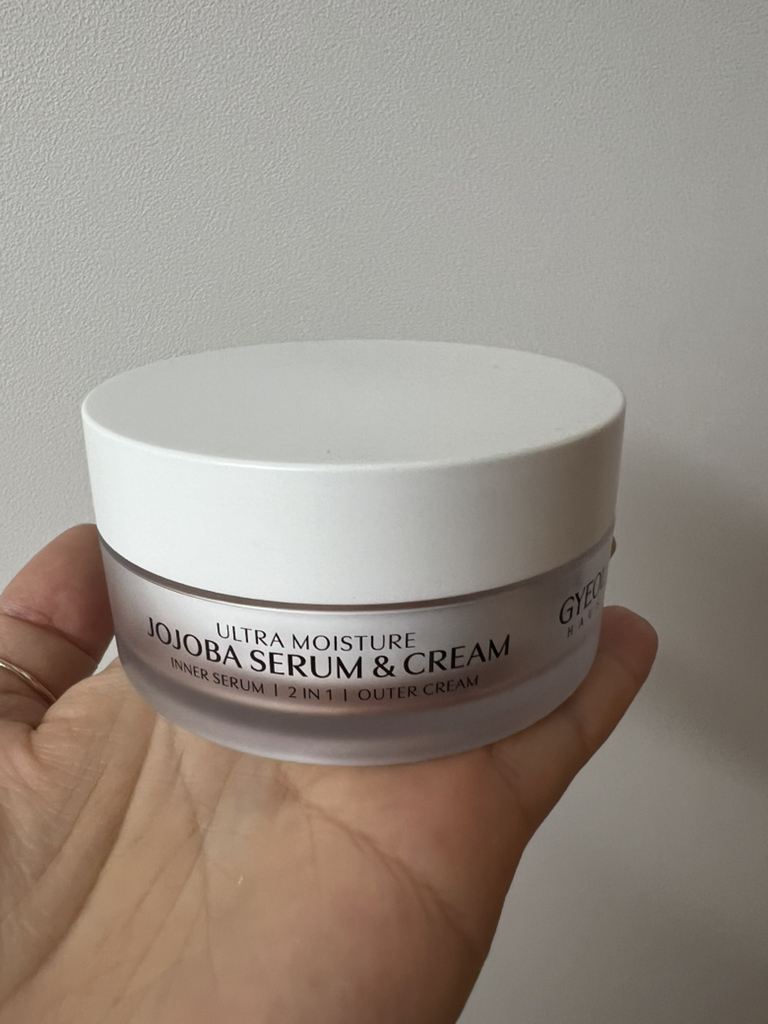 ULTRA MOISTURE
JOJOBA SERUM & CREAM
INNER SERUM | 2 IN 1 | OUTER CREAM